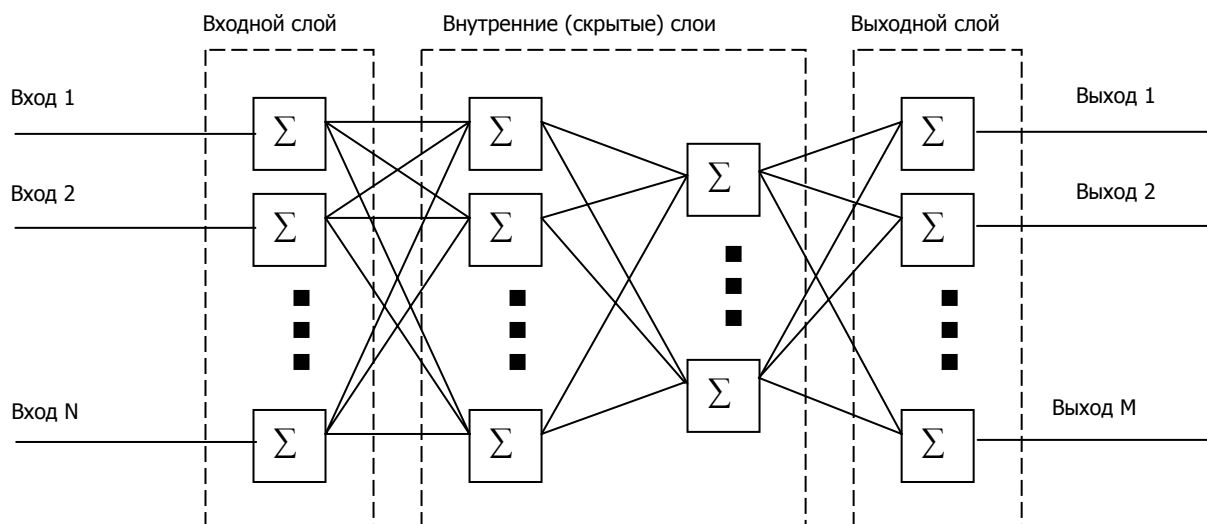 Входной слой
Внутренние (скрытые) слои
Выходной слой
Вход 1
Выход 1
Σ
Σ
Σ
Σ
Вход 2
Выход 2
Σ
Σ
Σ
Вход N
Выход M
Σ
Σ
Σ
Σ